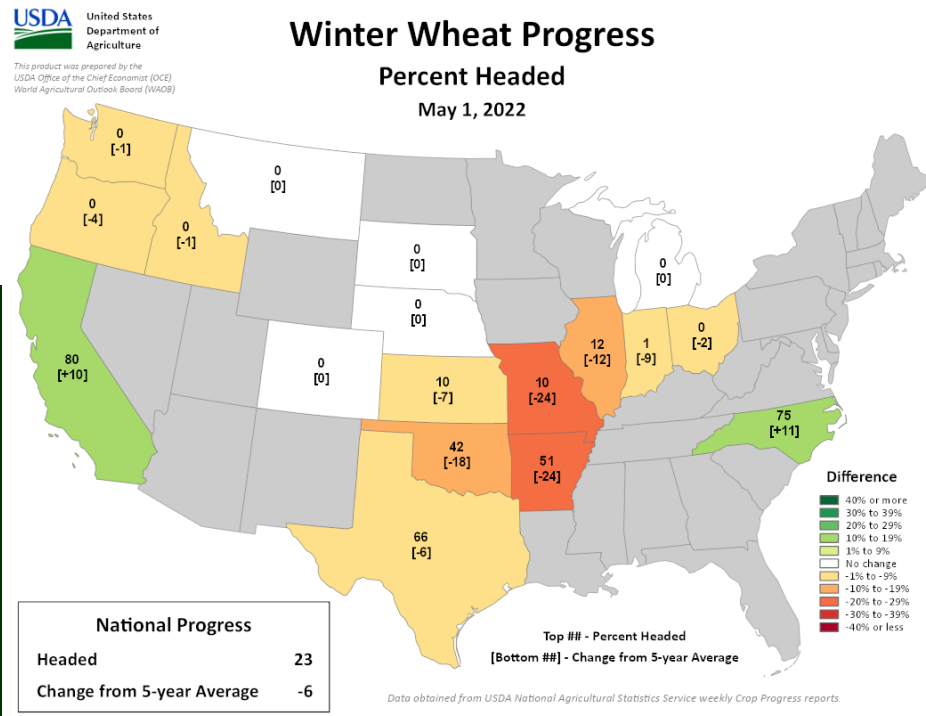 USDA
United States
Department of
Agriculture
This product was prepared by the
USDA Office of the Chief Economist (OCE)
World Agricultural Outlook Board (WAOB)
Winter Wheat Progress
Percent Headed
May 1, 2022
0
[-1]
0
[0]
0
[-4]
0
[-1]
0
[0]
0
[0]
0
[0]
0
[0]
80
[+10]
10
[-7]
10
[-24]
12
[-12]
1
[-9]
0
[-2]
75
[+11]
42
[-18]
51
[-24]
66
[-6]
Difference
40% or more
30% to 39%
20% to 29%
10% to 19%
1% to 9%
No change
-1% to -9%
-10% to -19%
-20% to -29%
-30% to -39%
-40% or less
National Progress
Headed 23
Change from 5-year Average -6
Top ## - Percent Headed
[Bottom ##] - Change from 5-year Average
Data obtained from USDA National Agricultural Statistics Service weekly Crop Progress reports.